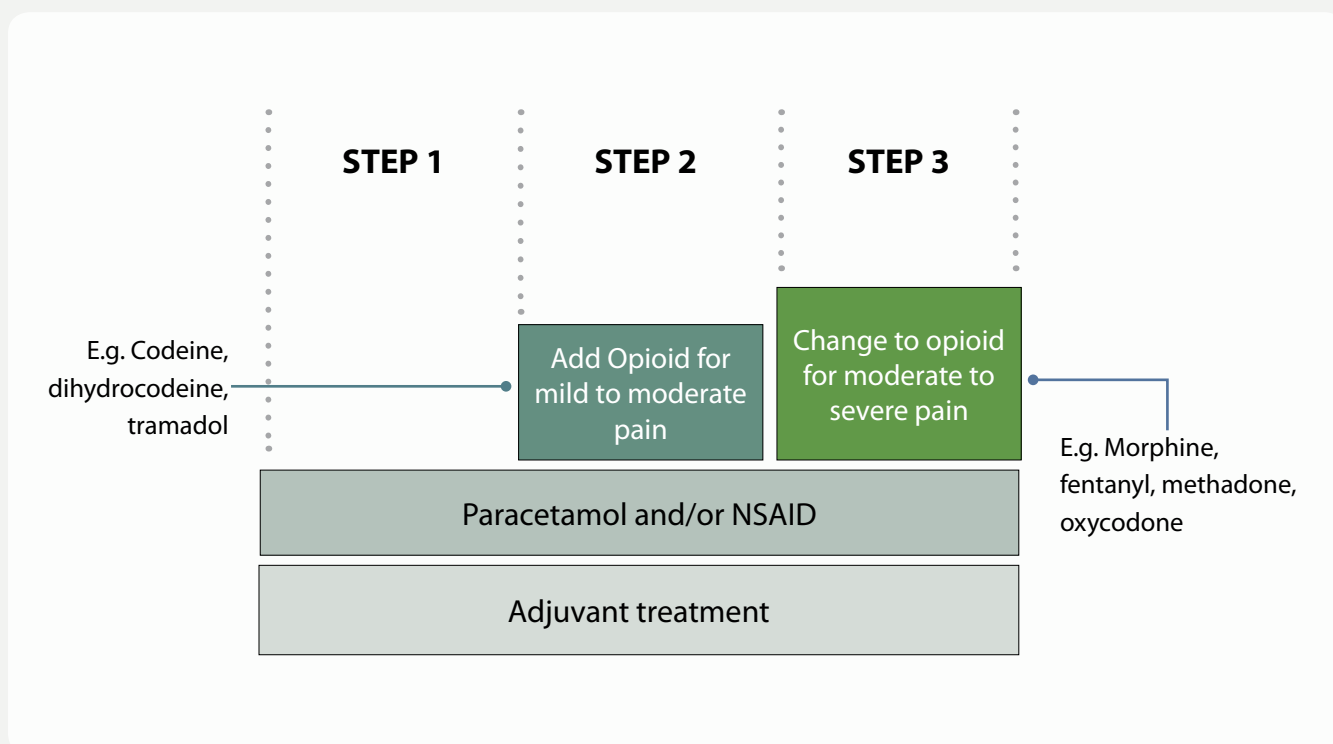 STEP 1
STEP 2
STEP 3
E.g. Codeine,
dihydrocodeine,
tramadol
Add Opioid for
mild to moderate
pain
Change to opioid
for moderate to
severe pain
E.g. Morphine,
fentanyl, methadone,
oxycodone
Paracetamol and/or NSAID
Adjuvant treatment